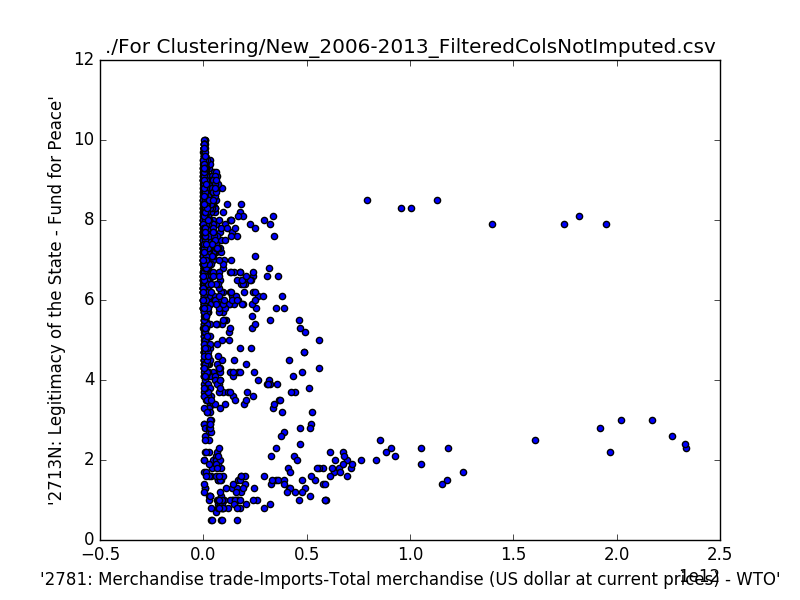 ./For Clustering/New_2006-2013_FilteredColsNotImputed.csv
12
10
8
6
4
2
0
'2713N: Legitimacy of the State - Fund for Peace'
−0.5 0.0 0.5 1.0 1.5 2.0 2.5
1e12
'2781: Merchandise trade-Imports-Total merchandise (US dollar at current prices) - WTO'